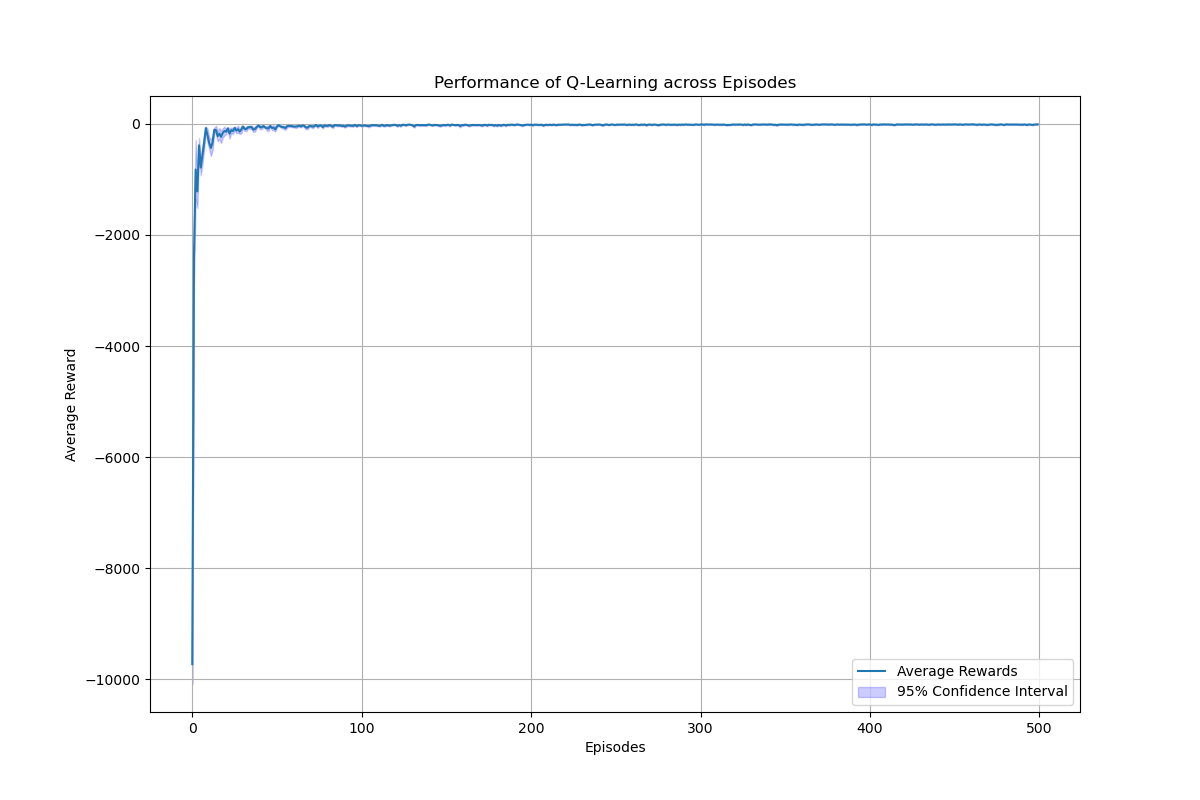 Performance of Q-Learning across Episodes
0
−2000
−4000
−6000
−8000
−10000
Average Reward
Average Rewards
95% Confidence Interval
0 100 200 300 400 500
Episodes